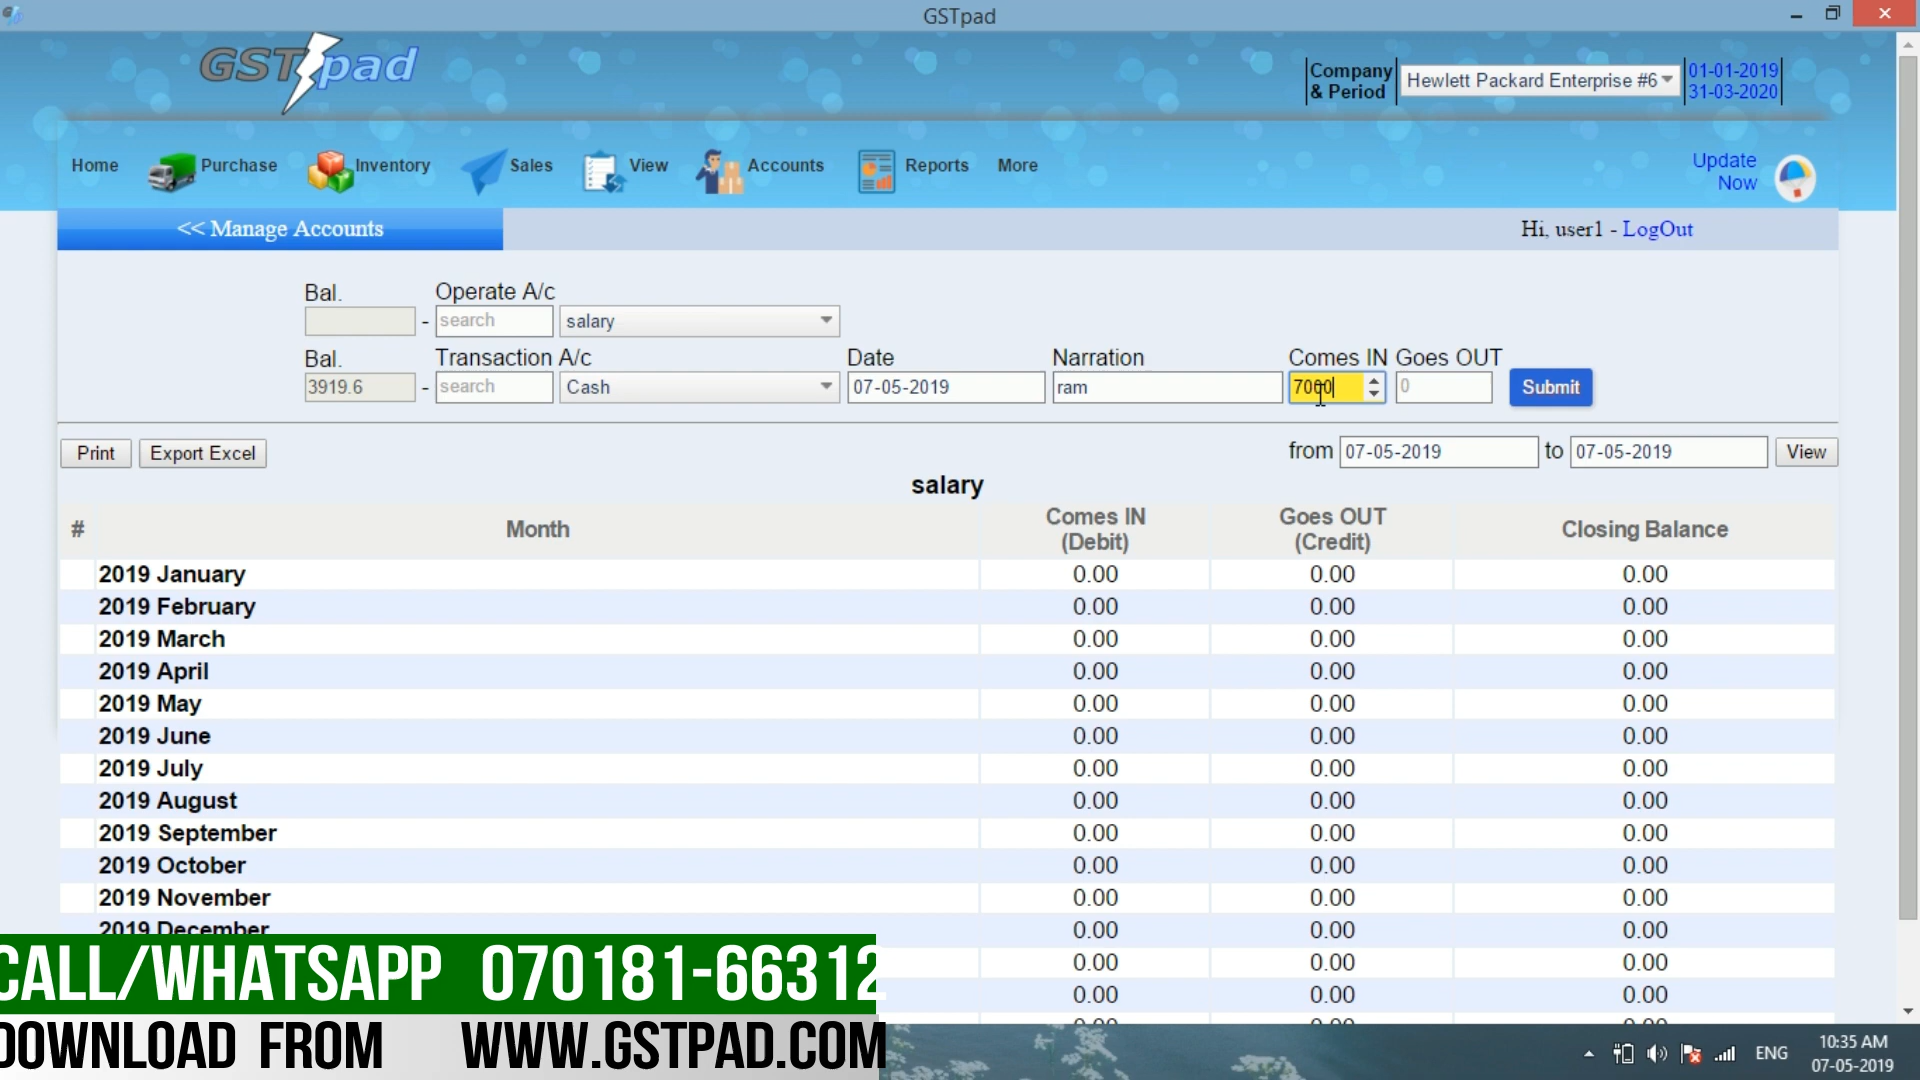 GSTpad
GSTpad
Company & Period
Hewlett Packard Enterprise #6
01-01-2019
31-03-2020
Home Purchase Inventory Sales View Accounts Reports More
Update Now
<< Manage Accounts
Hi, user1 - LogOut
Bal. Operate A/c
- search salary
Bal. Transaction A/c Date Narration Comes IN Goes OUT
3919.6 - search Cash 07-05-2019 ram 7000 0 Submit
Print Export Excel from 07-05-2019 to 07-05-2019 View
salary
# Month Comes IN (Debit) Goes OUT (Credit) Closing Balance
2019 January 0.00 0.00 0.00
2019 February 0.00 0.00 0.00
2019 March 0.00 0.00 0.00
2019 April 0.00 0.00 0.00
2019 May 0.00 0.00 0.00
2019 June 0.00 0.00 0.00
2019 July 0.00 0.00 0.00
2019 August 0.00 0.00 0.00
2019 September 0.00 0.00 0.00
2019 October 0.00 0.00 0.00
2019 November 0.00 0.00 0.00
2019 December 0.00 0.00 0.00
0.00 0.00 0.00
0.00 0.00 0.00
CALL/WHATSAPP 070181-66312
DOWNLOAD FROM WWW.GSTPAD.COM
ENG
10:35 AM
07-05-2019